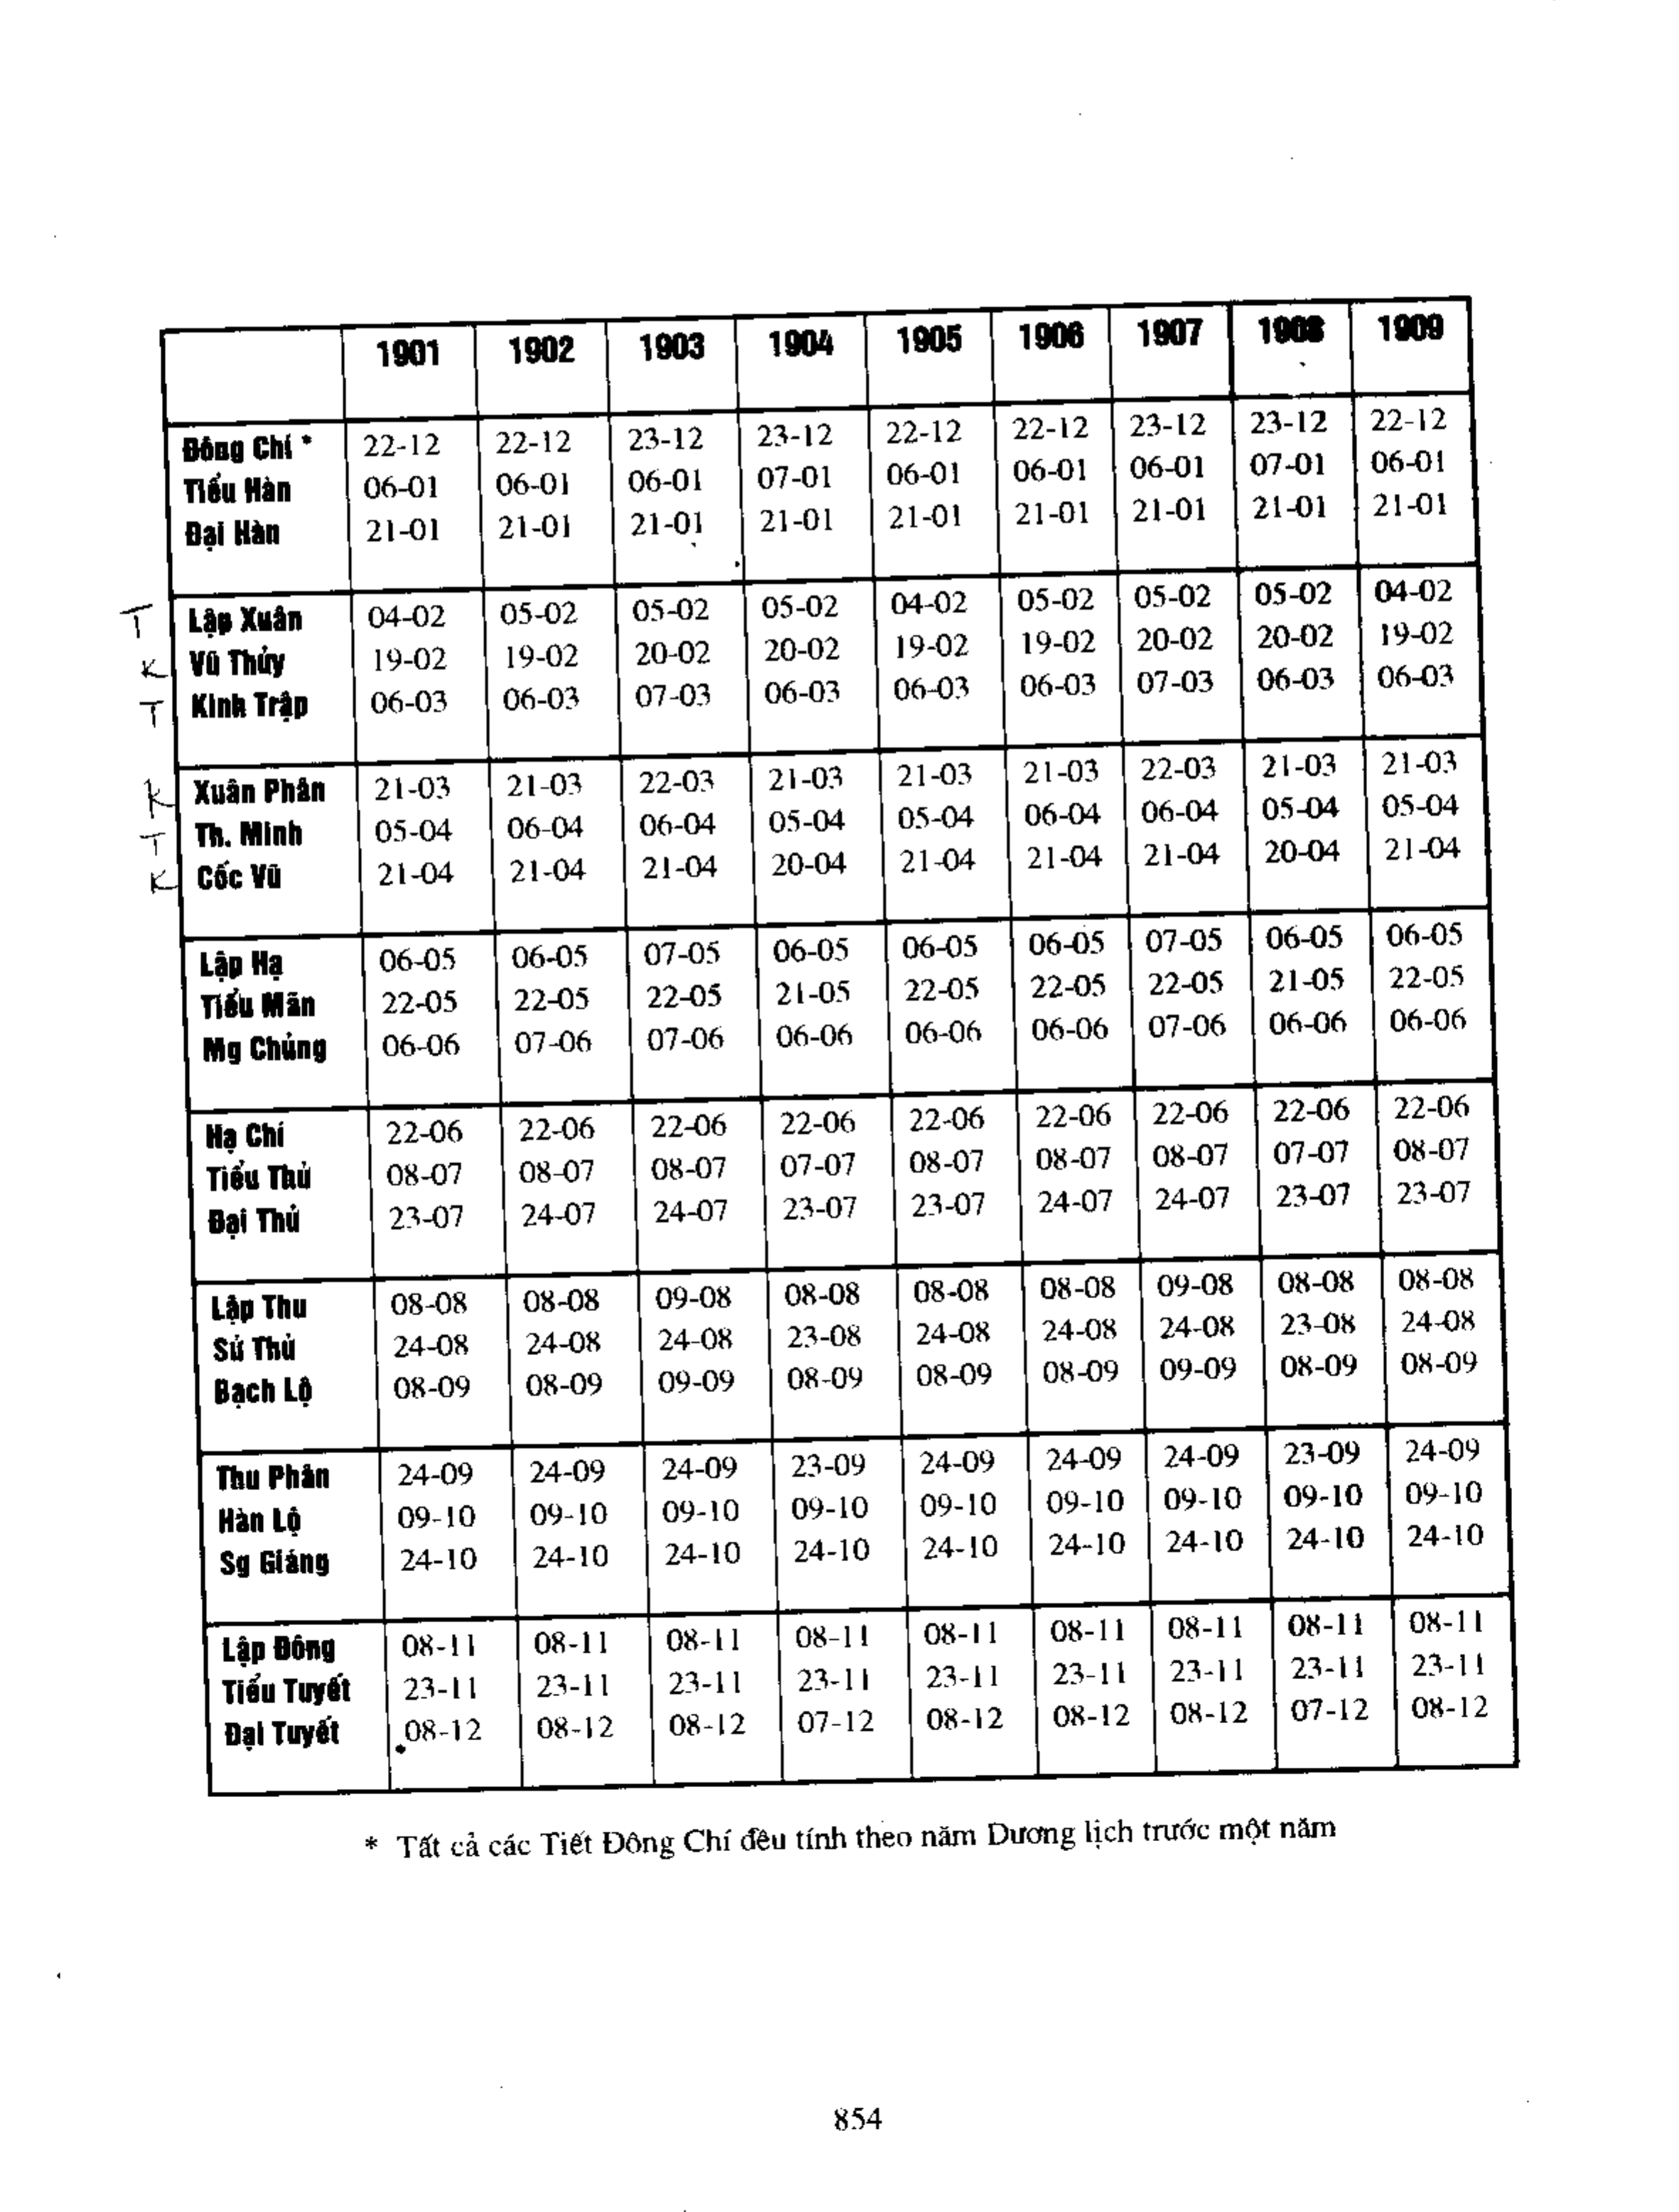 1901 1902 1903 1904 1905 1906 1907 1908 1909
Đông Chí * 22-12 22-12 23-12 23-12 22-12 22-12 23-12 23-12 22-12
Tiểu Hàn 06-01 06-01 06-01 07-01 06-01 06-01 06-01 07-01 06-01
Đại Hàn 21-01 21-01 21-01 21-01 21-01 21-01 21-01 21-01 21-01
T Lập Xuân 04-02 05-02 05-02 05-02 04-02 05-02 05-02 05-02 04-02
K Vũ Thủy 19-02 19-02 20-02 20-02 19-02 19-02 20-02 20-02 19-02
T Kinh Trập 06-03 06-03 07-03 06-03 06-03 06-03 07-03 06-03 06-03
K Xuân Phân 21-03 21-03 22-03 21-03 21-03 21-03 22-03 21-03 21-03
T Th. Minh 05-04 06-04 06-04 05-04 05-04 06-04 06-04 05-04 05-04
K Cốc Vũ 21-04 21-04 21-04 20-04 21-04 21-04 21-04 20-04 21-04
Lập Hạ 06-05 06-05 07-05 06-05 06-05 06-05 07-05 06-05 06-05
Tiểu Mãn 22-05 22-05 22-05 21-05 22-05 22-05 22-05 21-05 22-05
Mg Chủng 06-06 07-06 07-06 06-06 06-06 06-06 07-06 06-06 06-06
Hạ Chí 22-06 22-06 22-06 22-06 22-06 22-06 22-06 22-06 22-06
Tiểu Thử 08-07 08-07 08-07 07-07 08-07 08-07 08-07 07-07 08-07
Đại Thử 23-07 24-07 24-07 23-07 23-07 24-07 24-07 23-07 23-07
Lập Thu 08-08 08-08 09-08 08-08 08-08 08-08 09-08 08-08 08-08
Sử Thử 24-08 24-08 24-08 23-08 24-08 24-08 24-08 23-08 24-08
Bạch Lộ 08-09 08-09 09-09 08-09 08-09 08-09 09-09 08-09 08-09
Thu Phân 24-09 24-09 24-09 23-09 24-09 24-09 24-09 23-09 24-09
Hàn Lộ 09-10 09-10 09-10 09-10 09-10 09-10 09-10 09-10 09-10
Sg Giáng 24-10 24-10 24-10 24-10 24-10 24-10 24-10 24-10 24-10
Lập Đông 08-11 08-11 08-11 08-11 08-11 08-11 08-11 08-11 08-11
Tiểu Tuyết 23-11 23-11 23-11 23-11 23-11 23-11 23-11 23-11 23-11
Đại Tuyết 08-12 08-12 08-12 07-12 08-12 08-12 08-12 07-12 08-12
* Tất cả các Tiết Đông Chí đều tính theo năm Dương lịch trước một năm
854